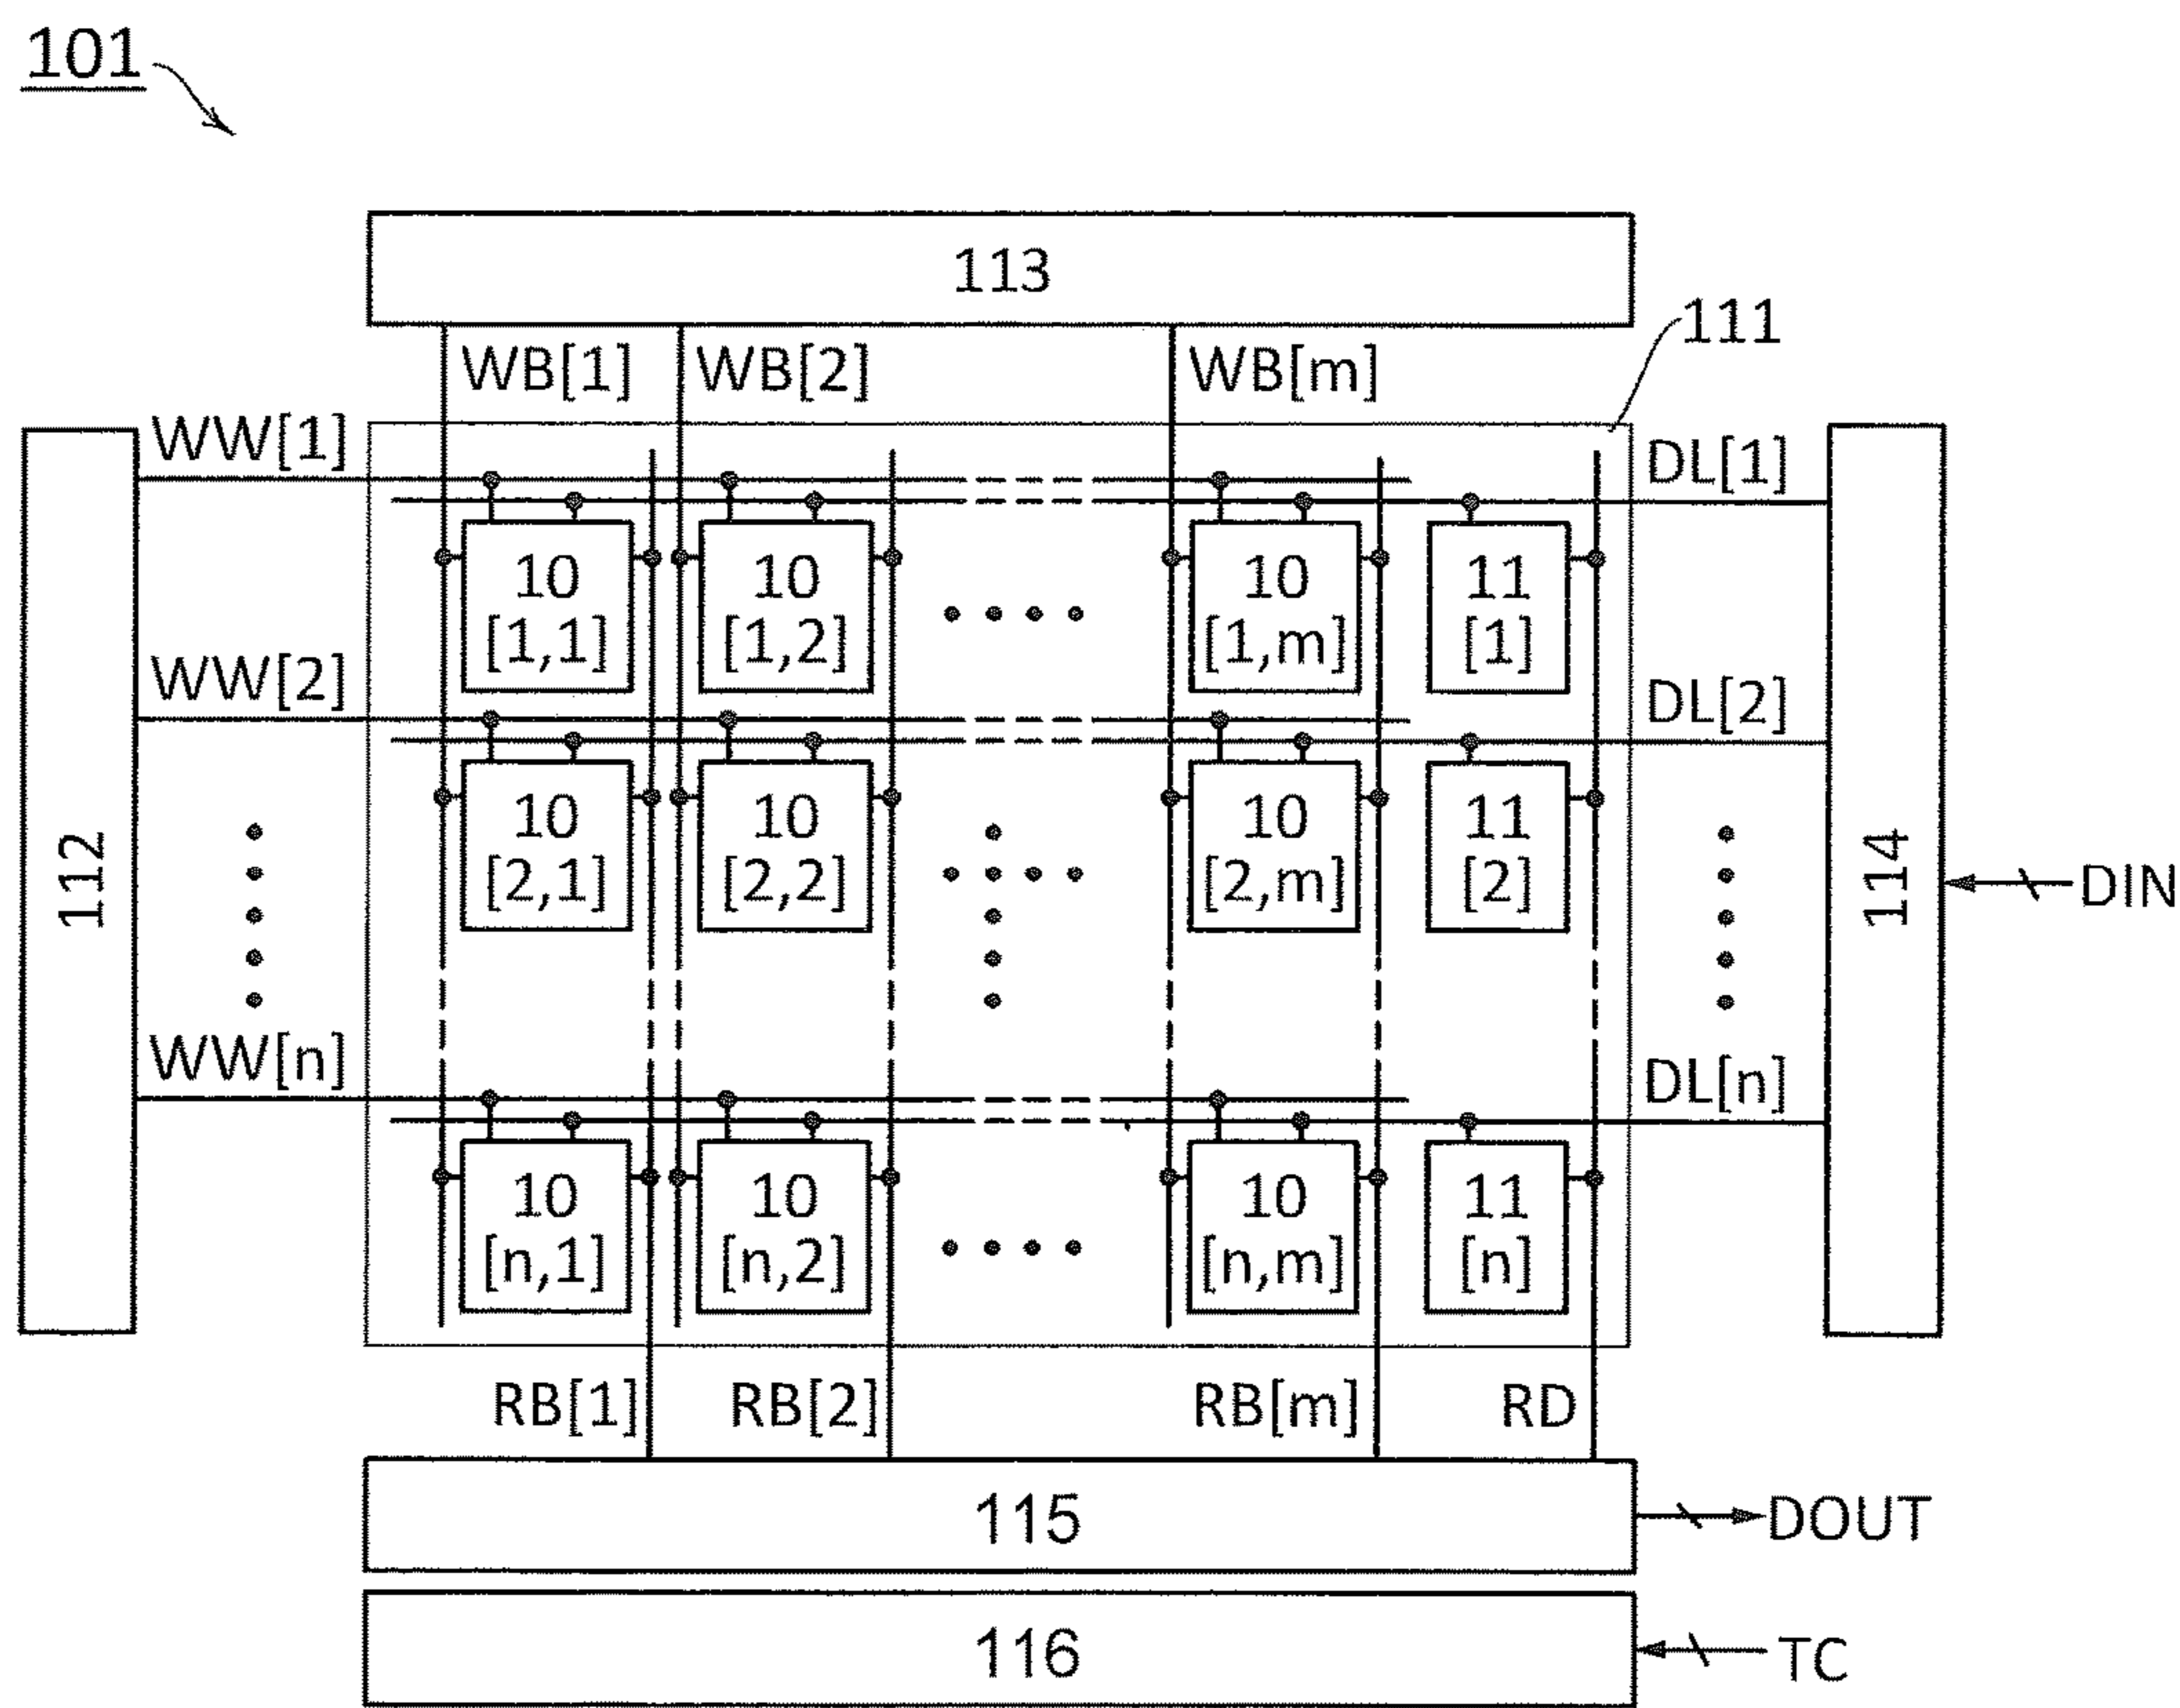 101
113
111
WB[1] WB[2] WB[m]
WW[1] DL[1]
10 [1,1] 10 [1,2] 10 [1,m] 11 [1]
WW[2] DL[2]
10 [2,1] 10 [2,2] 10 [2,m] 11 [2]
112
114
DIN
WW[n] DL[n]
10 [n,1] 10 [n,2] 10 [n,m] 11 [n]
RB[1] RB[2] RB[m] RD
115
DOUT
116
TC